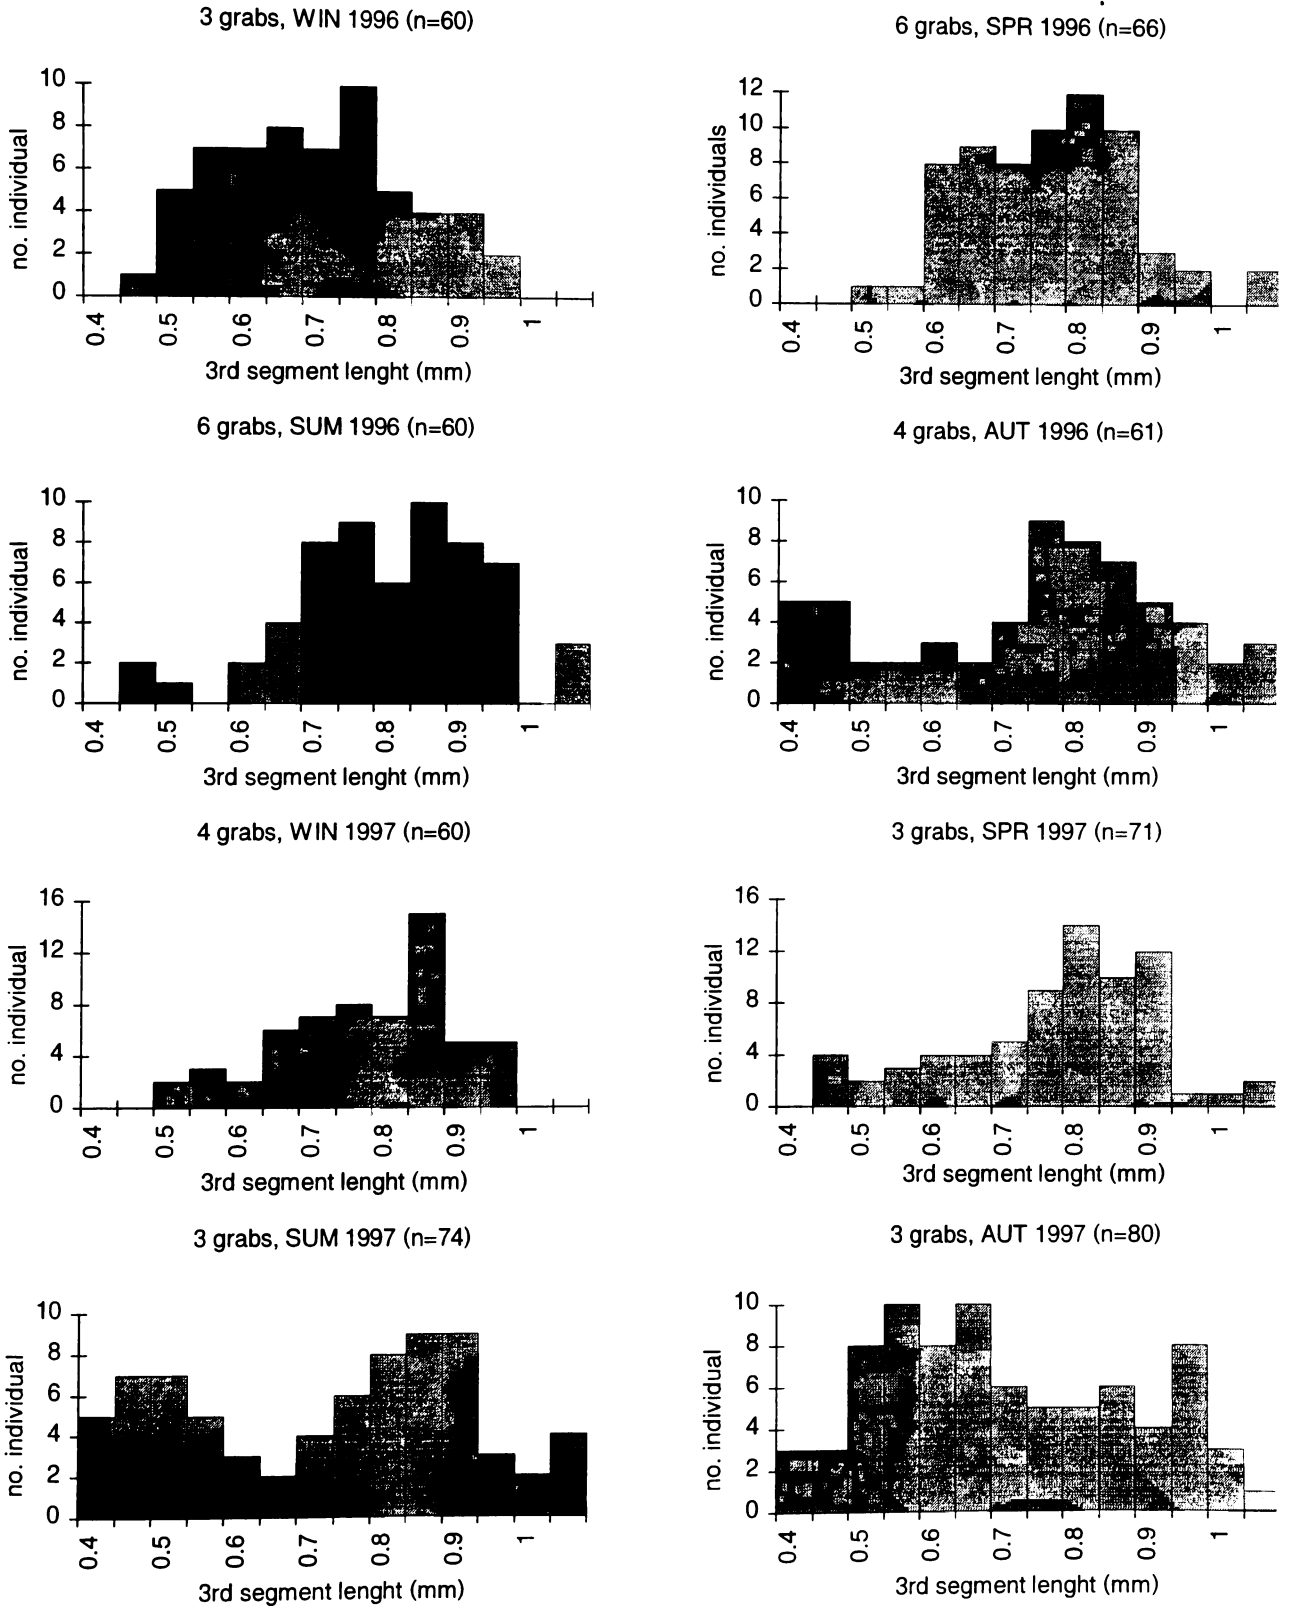 3 grabs, WIN 1996 (n=60)
no. individual
10
8
6
4
2
0
0.4 0.5 0.6 0.7 0.8 0.9 1
3rd segment lenght (mm)
6 grabs, SPR 1996 (n=66)
no. individuals
12
10
8
6
4
2
0
0.4 0.5 0.6 0.7 0.8 0.9 1
3rd segment lenght (mm)
6 grabs, SUM 1996 (n=60)
no. individual
10
8
6
4
2
0
0.4 0.5 0.6 0.7 0.8 0.9 1
3rd segment lenght (mm)
4 grabs, AUT 1996 (n=61)
no. individual
10
8
6
4
2
0
0.4 0.5 0.6 0.7 0.8 0.9 1
3rd segment lenght (mm)
4 grabs, WIN 1997 (n=60)
no. individual
16
12
8
4
0
0.4 0.5 0.6 0.7 0.8 0.9 1
3rd segment lenght (mm)
3 grabs, SPR 1997 (n=71)
no. individual
16
12
8
4
0
0.4 0.5 0.6 0.7 0.8 0.9 1
3rd segment lenght (mm)
3 grabs, SUM 1997 (n=74)
no. individual
10
8
6
4
2
0
0.4 0.5 0.6 0.7 0.8 0.9 1
3rd segment lenght (mm)
3 grabs, AUT 1997 (n=80)
no. individual
10
8
6
4
2
0
0.4 0.5 0.6 0.7 0.8 0.9 1
3rd segment lenght (mm)